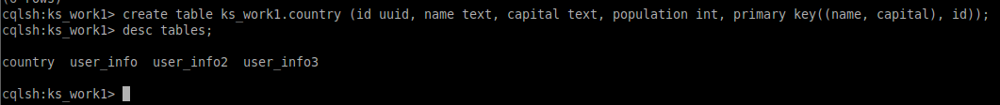 cqlsh:ks_work1> create table ks_work1.country (id uuid, name text, capital text, population int, primary key((name, capital), id));
cqlsh:ks_work1> desc tables;
country  user_info  user_info2  user_info3
cqlsh:ks_work1>